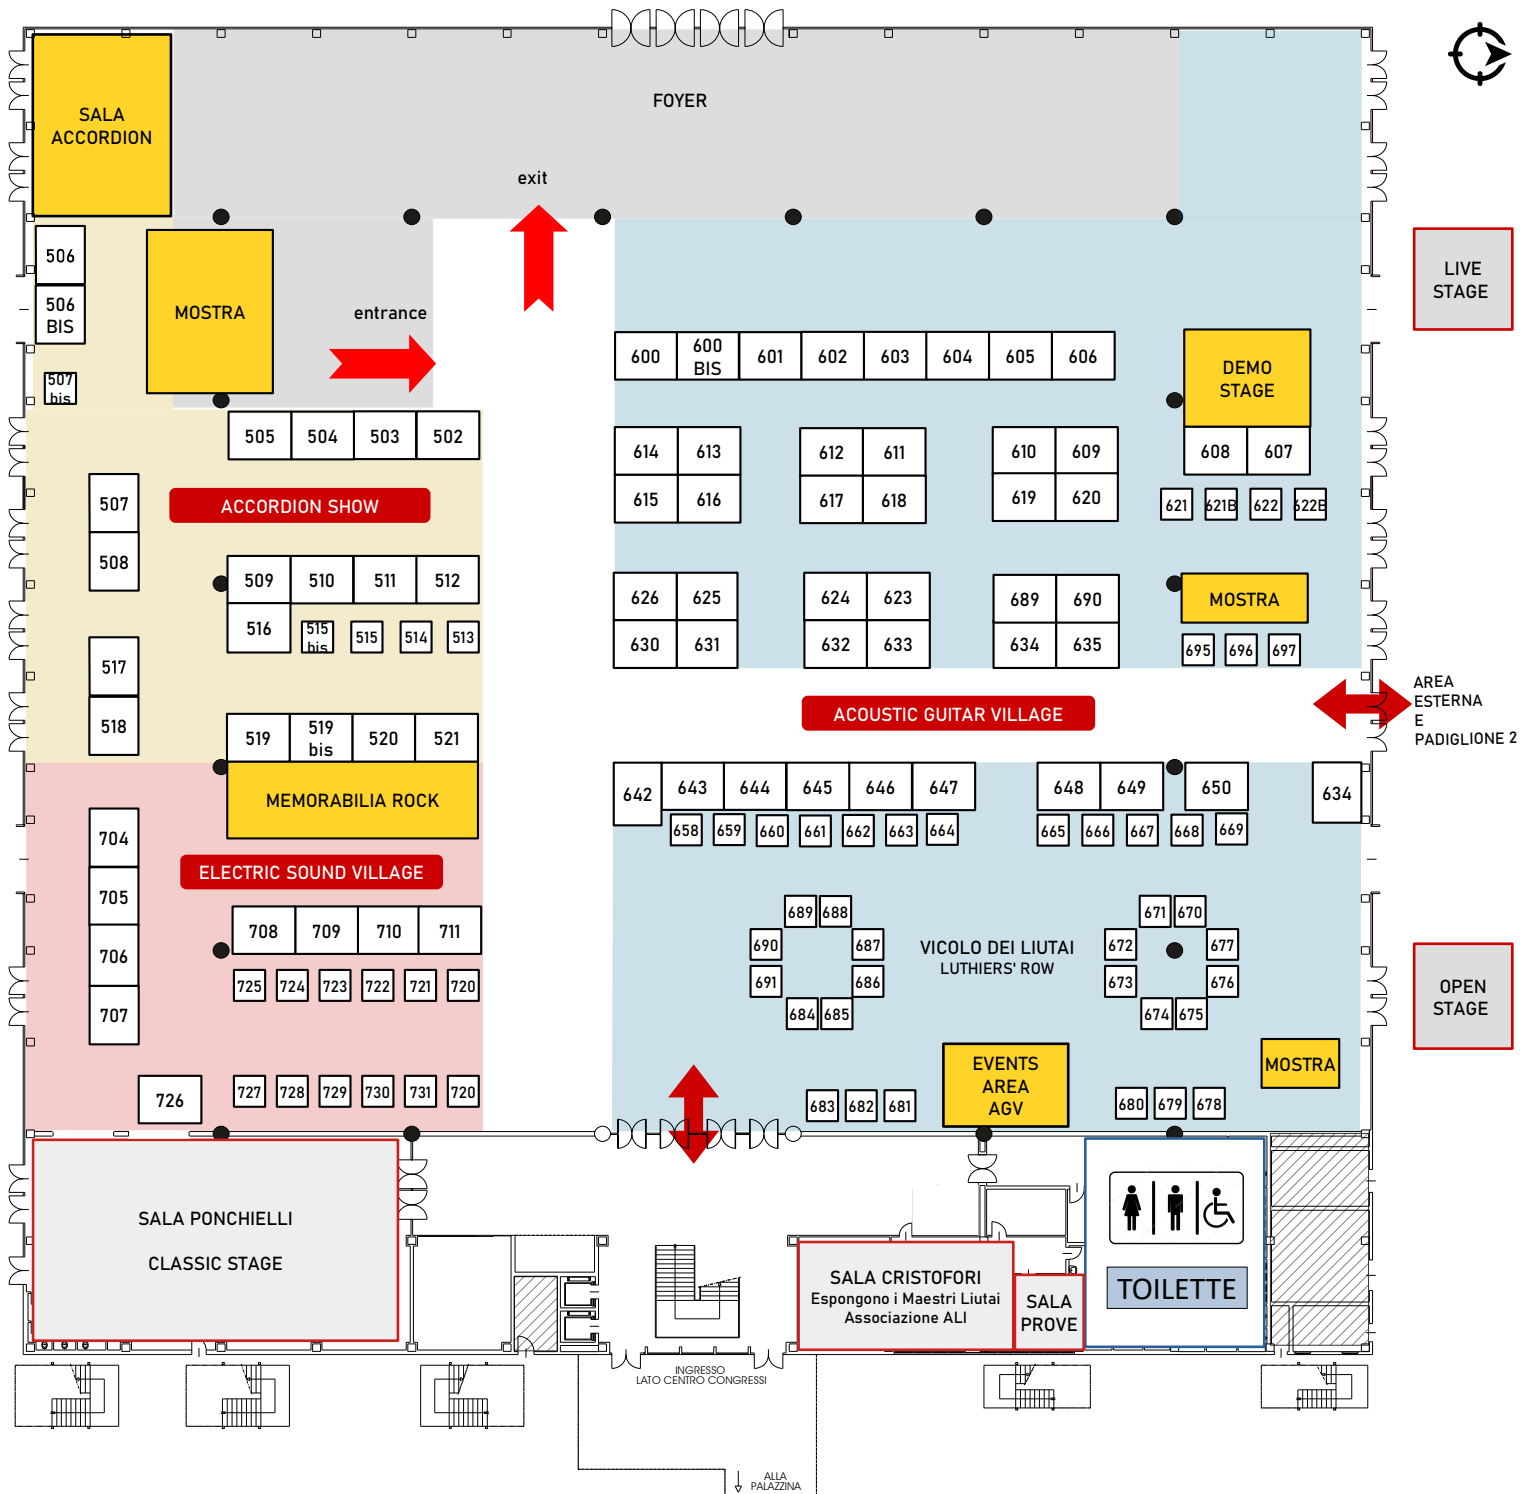 FOYER
SALA
ACCORDION
exit
506
506
BIS
MOSTRA
entrance
LIVE
STAGE
600
600
BIS
601
602
603
604
605
606
DEMO
STAGE
507
bis
505
504
503
502
614
613
612
611
610
609
608
607
615
616
617
618
619
620
621
621B
622
622B
507
ACCORDION SHOW
508
509
510
511
512
626
625
624
623
689
690
MOSTRA
516
515
bis
515
514
513
630
631
632
633
634
635
695
696
697
517
518
519
519
bis
520
521
ACOUSTIC GUITAR VILLAGE
AREA
ESTERNA
E
PADIGLIONE 2
MEMORABILIA ROCK
642
643
644
645
646
647
648
649
650
634
704
658
659
660
661
662
663
664
665
666
667
668
669
ELECTRIC SOUND VILLAGE
705
708
709
710
711
689
688
671
670
706
690
687
VICOLO DEI LIUTAI
LUTHIERS' ROW
672
677
725
724
723
722
721
720
691
686
673
676
OPEN
STAGE
707
684
685
674
675
EVENTS
AREA
AGV
MOSTRA
726
727
728
729
730
731
720
683
682
681
680
679
678
SALA PONCHIELLI
CLASSIC STAGE
SALA CRISTOFORI
Espongono i Maestri Liutai
Associazione ALI
SALA
PROVE
TOILETTE
INGRESSO
LATO CENTRO CONGRESSI
ALLA
PALAZZINA